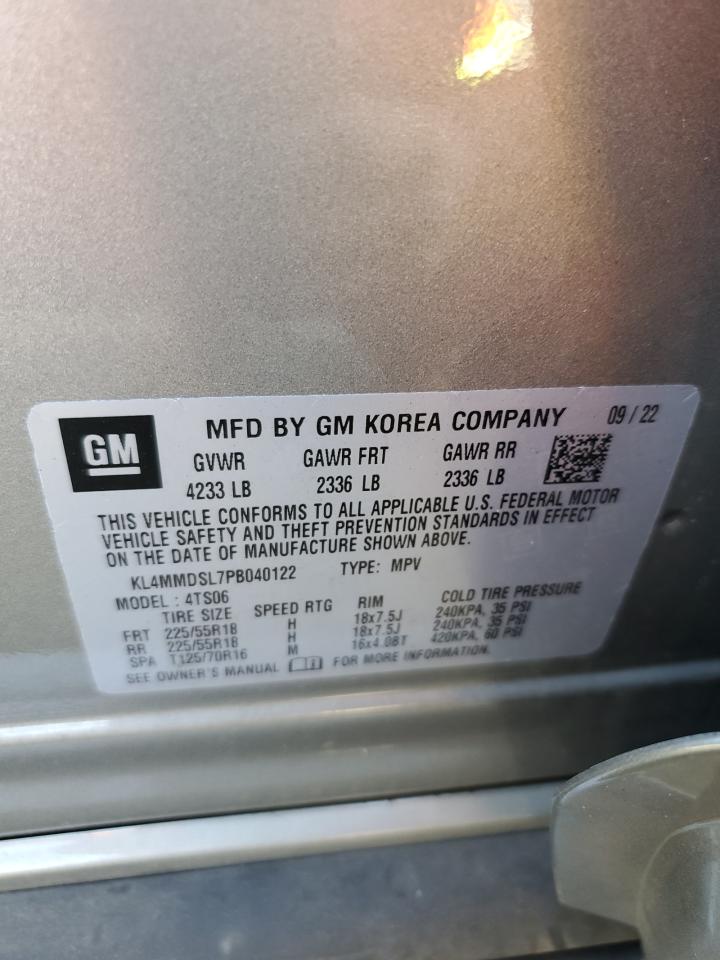 GM
MFD BY GM KOREA COMPANY 09 / 22
GVWR GAWR FRT GAWR RR
4233 LB 2336 LB 2336 LB
THIS VEHICLE CONFORMS TO ALL APPLICABLE U.S. FEDERAL MOTOR
VEHICLE SAFETY AND THEFT PREVENTION STANDARDS IN EFFECT
ON THE DATE OF MANUFACTURE SHOWN ABOVE.
KL4MMDSL7PB040122 TYPE: MPV
MODEL : 4TS06
TIRE SIZE SPEED RTG RIM COLD TIRE PRESSURE
FRT 225/55R18 H 18x7.5J 240KPA, 35 PSI
RR 225/55R18 H 18x7.5J 240KPA, 35 PSI
SPA T125/70R16 M 16x4.08T 420KPA, 60 PSI
SEE OWNER'S MANUAL FOR MORE INFORMATION.